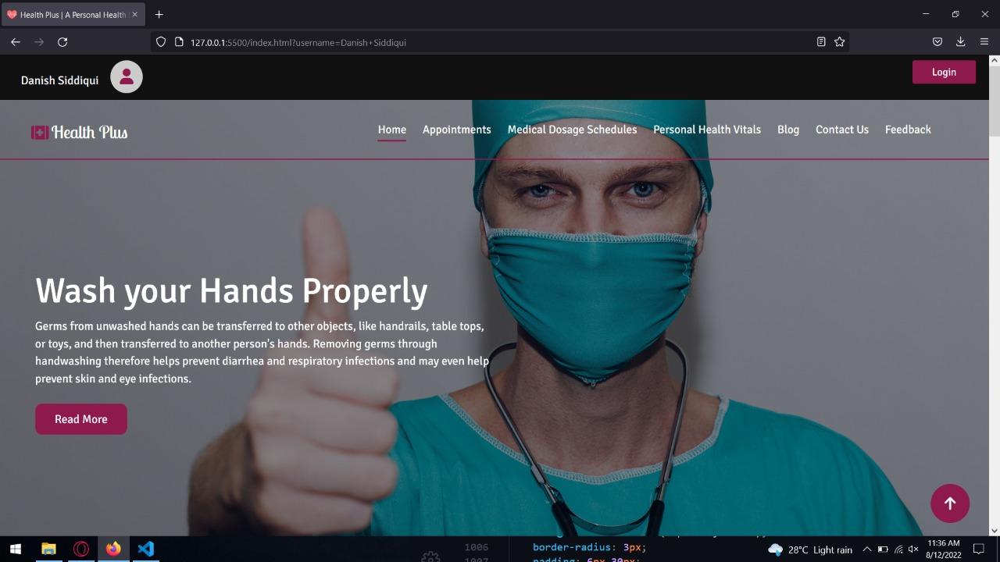 Health Plus | A Personal Health
127.0.0.1:5500/index.html?username=Danish+Siddiqui
Danish Siddiqui
Login
Health Plus
Home Appointments Medical Dosage Schedules Personal Health Vitals Blog Contact Us Feedback
Wash your Hands Properly
Germs from unwashed hands can be transferred to other objects, like handrails, table tops,
or toys, and then transferred to another person's hands. Removing germs through
handwashing therefore helps prevent diarrhea and respiratory infections and may even help
prevent skin and eye infections.
Read More
1006 border-radius: 3px;
1007 padding: 6px 30px;
28°C Light rain
11:36 AM
8/12/2022